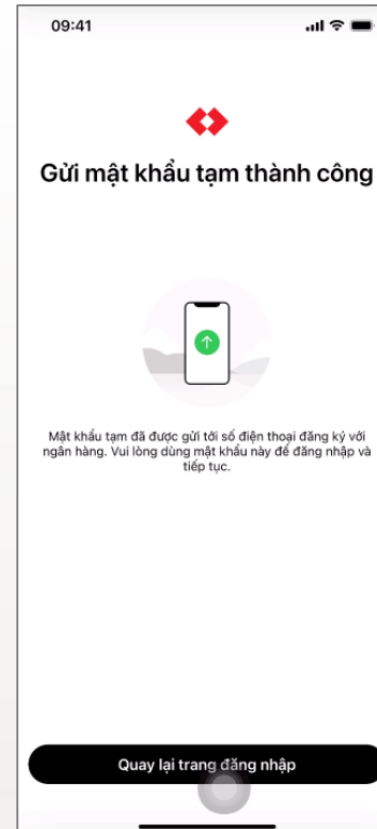 09:41
Gửi mật khẩu tạm thành công
Mật khẩu tạm đã được gửi tới số điện thoại đăng ký với
ngân hàng. Vui lòng dùng mật khẩu này để đăng nhập và
tiếp tục.
Quay lại trang đăng nhập